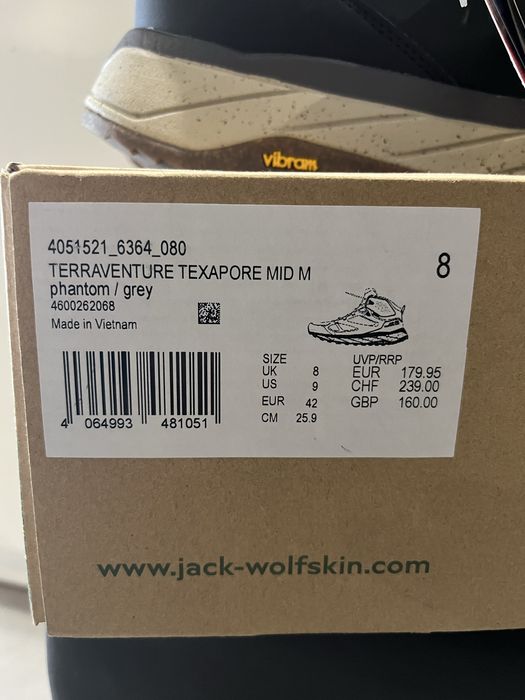 vibram
4051521_6364_080
TERRAVENTURE TEXAPORE MID M
8
phantom / grey
4600262068
Made in Vietnam
SIZE
UK 8
US 9
EUR 42
CM 25.9
UVP/RRP
EUR 179.95
CHF 239.00
GBP 160.00
4 064993 481051
www.jack-wolfskin.com